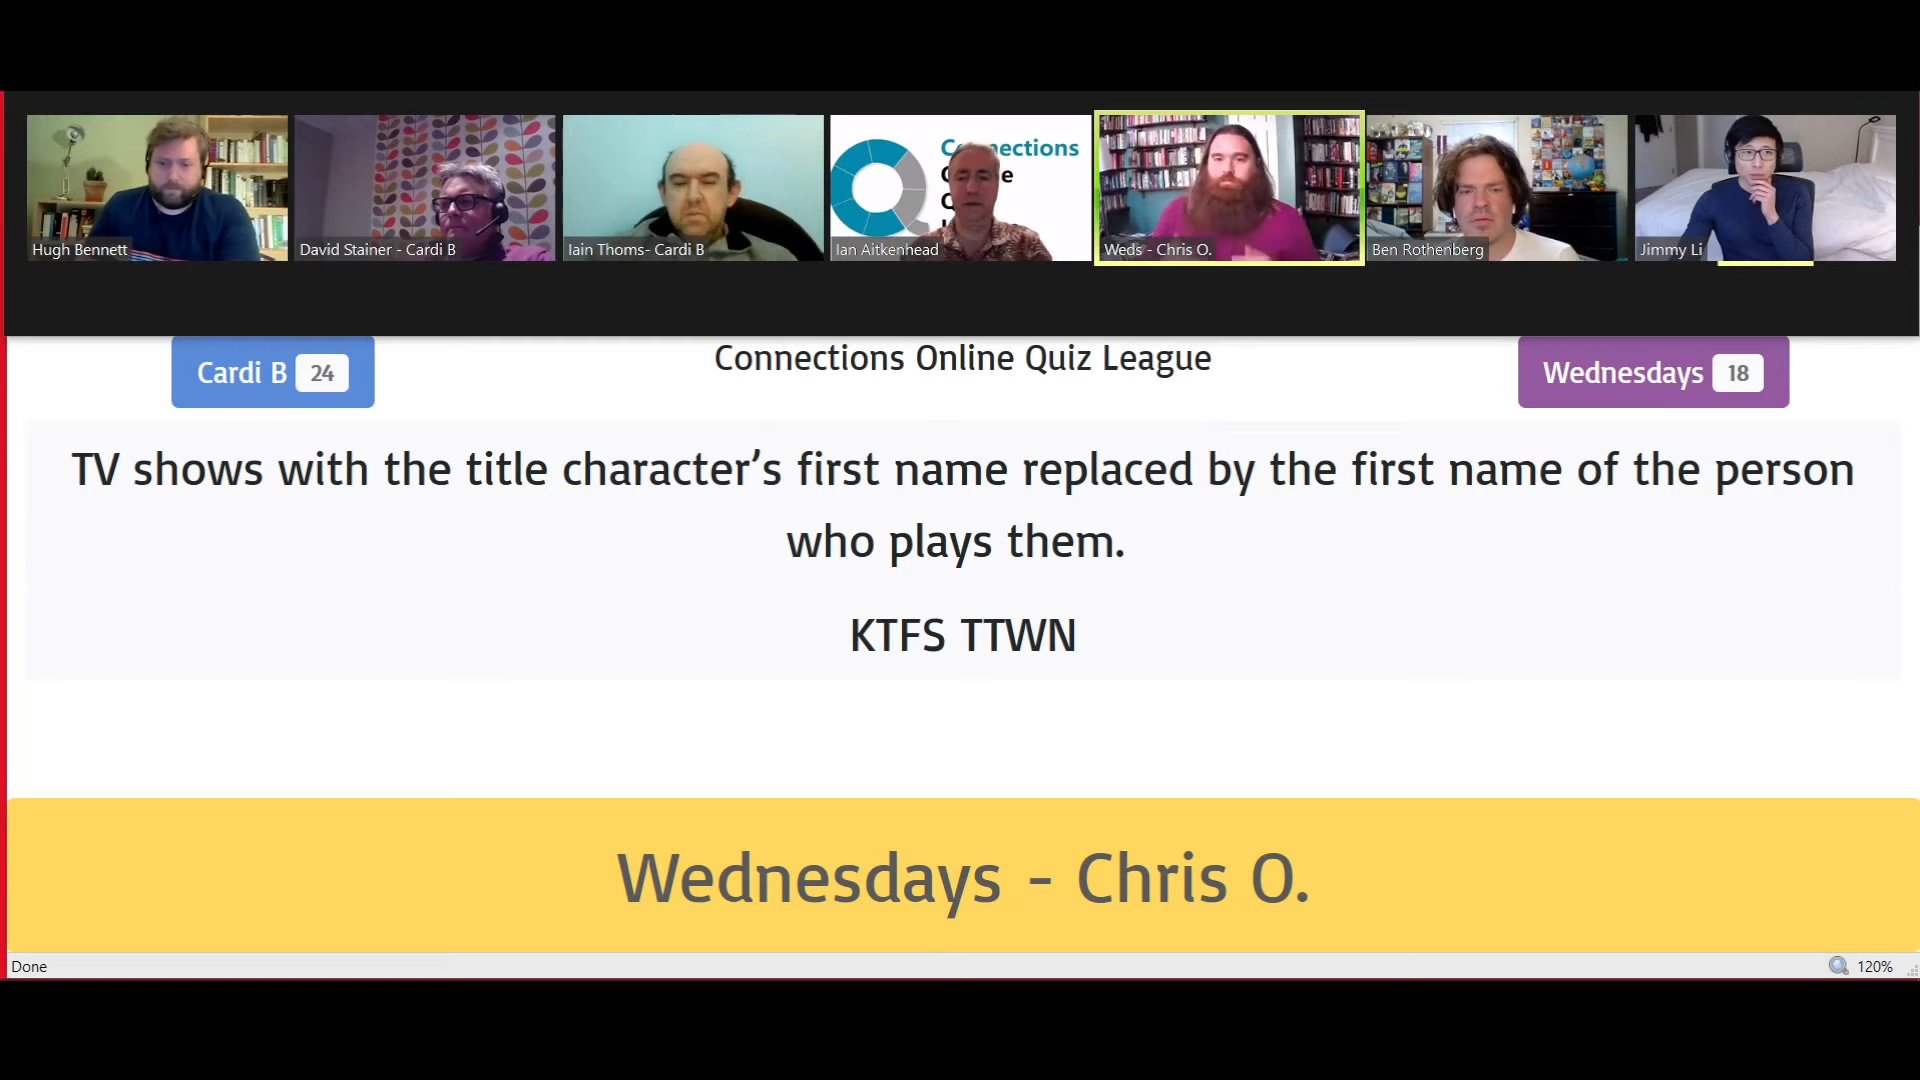 Connections
Hugh Bennett
David Stainer - Cardi B
Iain Thoms- Cardi B
Ian Aitkenhead
Weds - Chris O.
Ben Rothenberg
Jimmy Li
Cardi B 24
Connections Online Quiz League
Wednesdays 18
TV shows with the title character’s first name replaced by the first name of the person
who plays them.
KTFS TTWN
Wednesdays - Chris O.
Done
120%